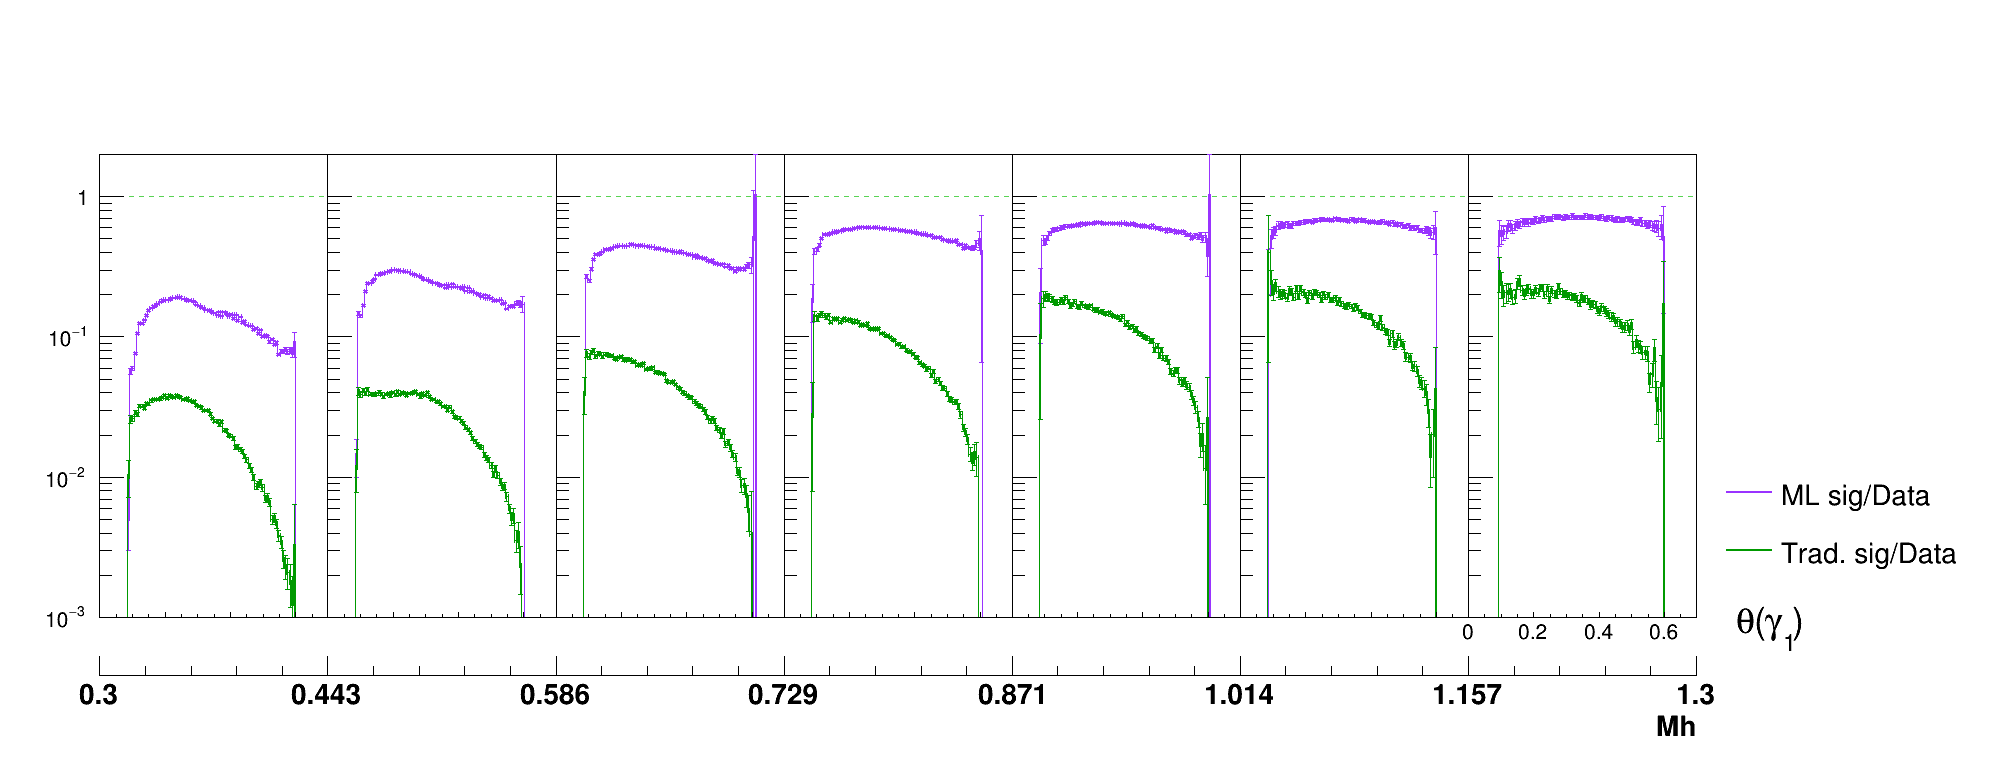 1
10⁻¹
10⁻²
10⁻³
ML sig/Data
Trad. sig/Data
θ(γ₁)
0 0.2 0.4 0.6
0.3 0.443 0.586 0.729 0.871 1.014 1.157 1.3
Mh